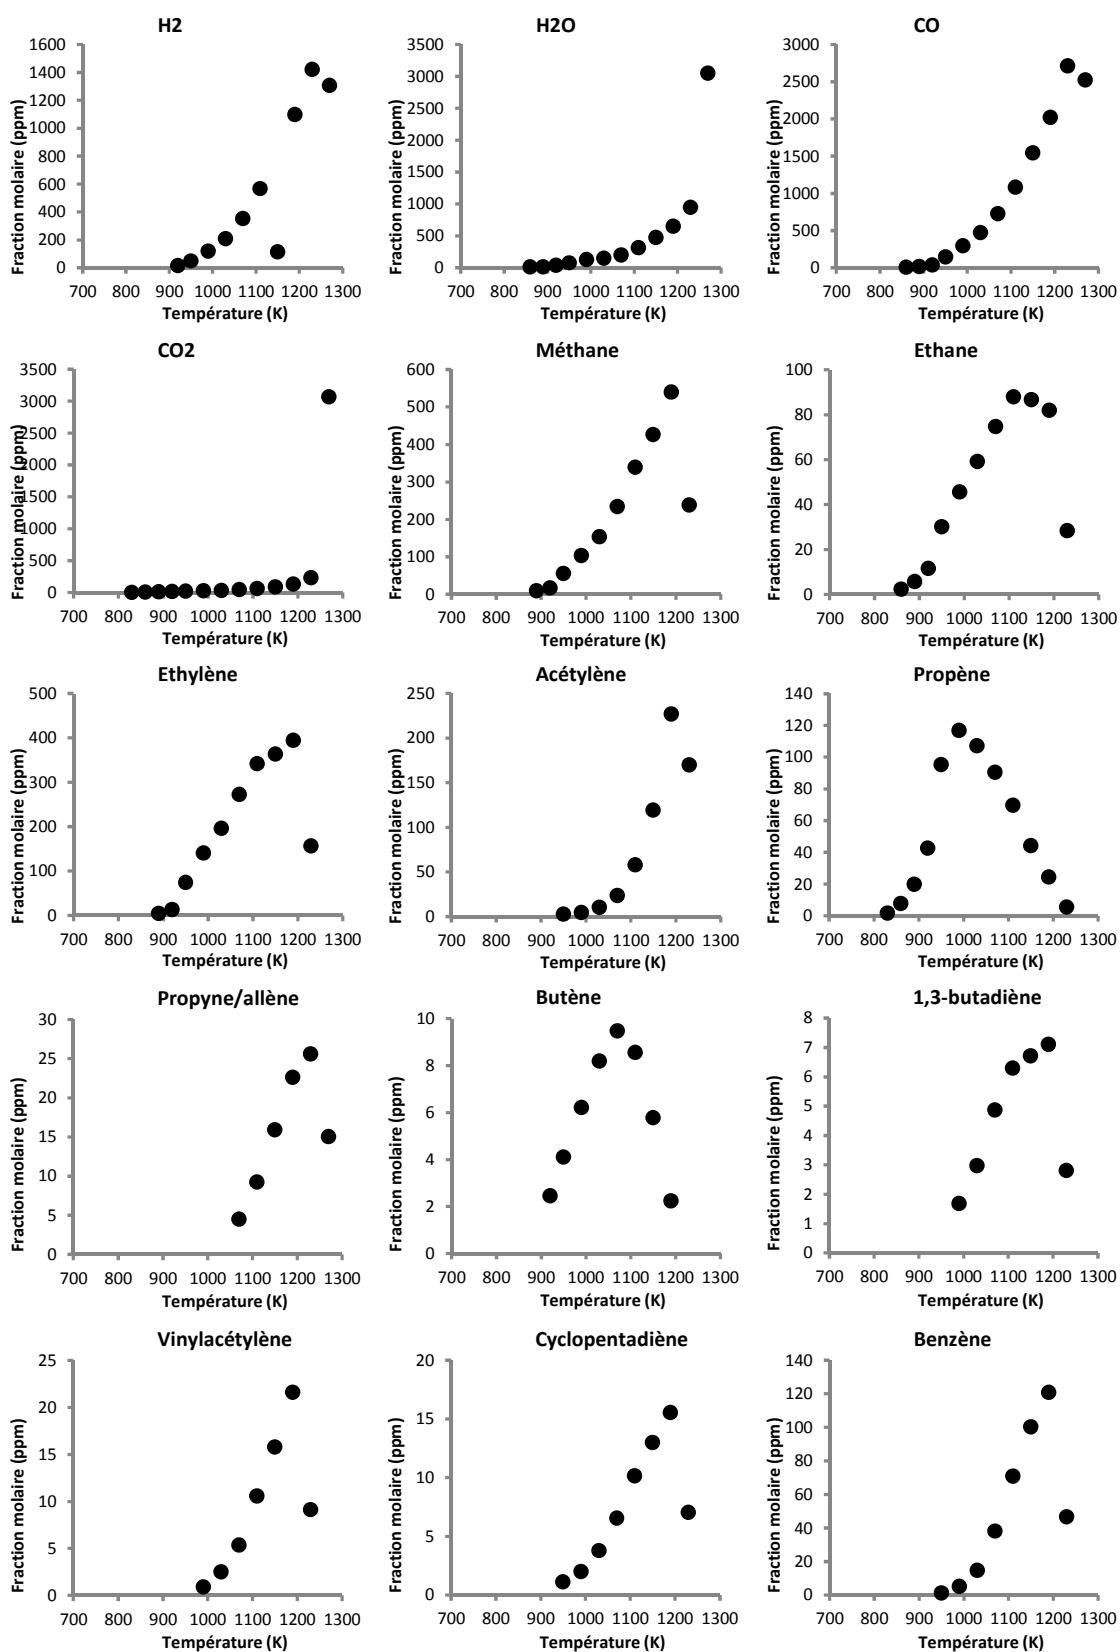 H2
1600
1400
1200
1000
800
600
400
200
0
700 800 900 1000 1100 1200 1300
Température (K)
Fraction molaire (ppm)
H2O
3500
3000
2500
2000
1500
1000
500
0
700 800 900 1000 1100 1200 1300
Température (K)
Fraction molaire (ppm)
CO
3000
2500
2000
1500
1000
500
0
700 800 900 1000 1100 1200 1300
Température (K)
Fraction molaire (ppm)
CO2
3500
3000
2500
2000
1500
1000
500
0
700 800 900 1000 1100 1200 1300
Température (K)
Fraction molaire (ppm)
Méthane
600
500
400
300
200
100
0
700 800 900 1000 1100 1200 1300
Température (K)
Fraction molaire (ppm)
Ethane
100
80
60
40
20
0
700 800 900 1000 1100 1200 1300
Température (K)
Fraction molaire (ppm)
Ethylène
500
400
300
200
100
0
700 800 900 1000 1100 1200 1300
Température (K)
Fraction molaire (ppm)
Acétylène
250
200
150
100
50
0
700 800 900 1000 1100 1200 1300
Température (K)
Fraction molaire (ppm)
Propène
140
120
100
80
60
40
20
0
700 800 900 1000 1100 1200 1300
Température (K)
Fraction molaire (ppm)
Propyne/allène
30
25
20
15
10
5
0
700 800 900 1000 1100 1200 1300
Température (K)
Fraction molaire (ppm)
Butène
10
8
6
4
2
0
700 800 900 1000 1100 1200 1300
Température (K)
Fraction molaire (ppm)
1,3-butadiène
8
7
6
5
4
3
2
1
0
700 800 900 1000 1100 1200 1300
Température (K)
Fraction molaire (ppm)
Vinylacétylène
25
20
15
10
5
0
700 800 900 1000 1100 1200 1300
Température (K)
Fraction molaire (ppm)
Cyclopentadiène
20
15
10
5
0
700 800 900 1000 1100 1200 1300
Température (K)
Fraction molaire (ppm)
Benzène
140
120
100
80
60
40
20
0
700 800 900 1000 1100 1200 1300
Température (K)
Fraction molaire (ppm)